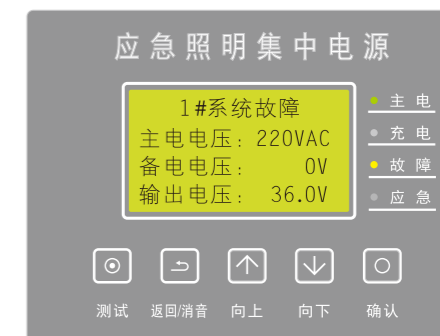 应急照明集中电源
1#系统故障
主电电压：220VAC
备电电压： 0V
输出电压： 36.0V
主电
充电
故障
应急
测试 返回/消音 向上 向下 确认